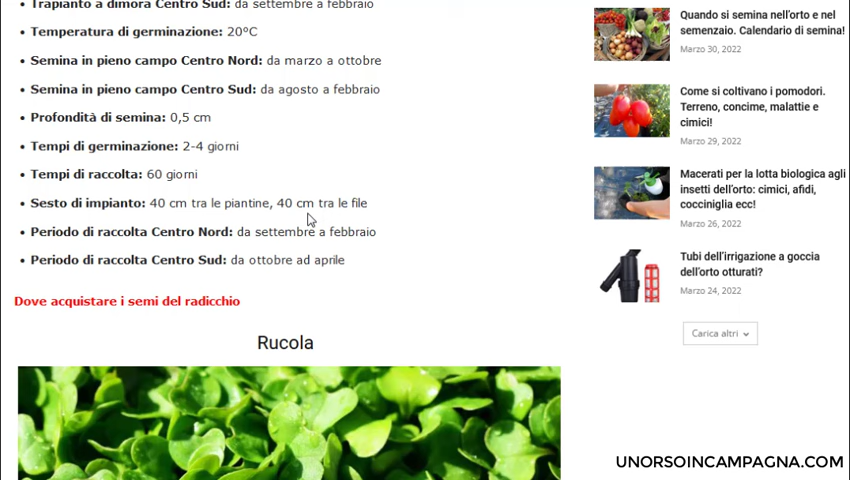 Trapianto a dimora Centro Sud: da settembre a febbraio
Temperatura di germinazione: 20°C
Semina in pieno campo Centro Nord: da marzo a ottobre
Semina in pieno campo Centro Sud: da agosto a febbraio
Profondità di semina: 0,5 cm
Tempi di germinazione: 2-4 giorni
Tempi di raccolta: 60 giorni
Sesto di impianto: 40 cm tra le piantine, 40 cm tra le file
Periodo di raccolta Centro Nord: da settembre a febbraio
Periodo di raccolta Centro Sud: da ottobre ad aprile
Dove acquistare i semi del radicchio
Rucola
Quando si semina nell'orto e nel
semenzaio. Calendario di semina!
Marzo 30, 2022
Come si coltivano i pomodori.
Terreno, concime, malattie e
cimici!
Marzo 29, 2022
Macerati per la lotta biologica agli
insetti dell'orto: cimici, afidi,
cocciniglia ecc!
Marzo 26, 2022
Tubi dell'irrigazione a goccia
dell'orto otturati?
Marzo 24, 2022
Carica altri
UNORSOINCAMPAGNA.COM